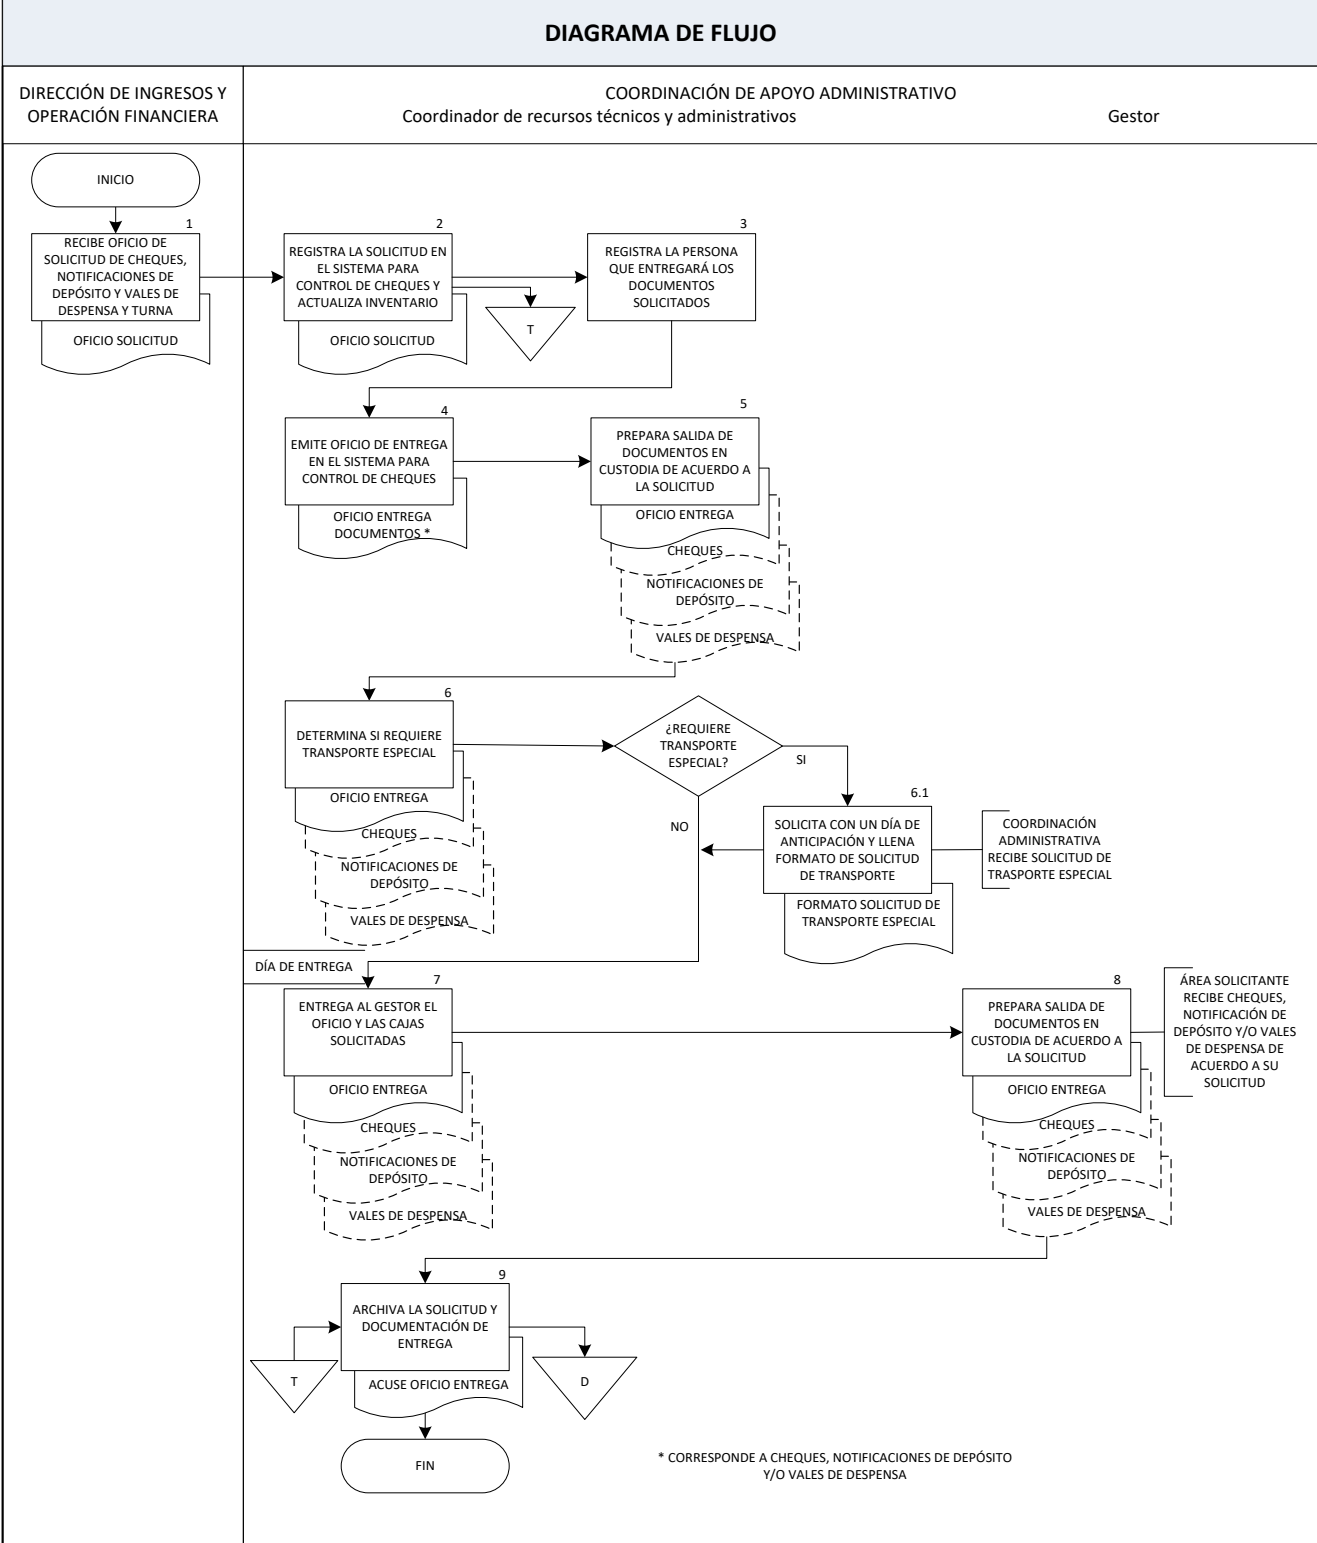 DIAGRAMA DE FLUJO
DIRECCIÓN DE INGRESOS Y
OPERACIÓN FINANCIERA
COORDINACIÓN DE APOYO ADMINISTRATIVO
Coordinador de recursos técnicos y administrativos
Gestor
INICIO
1
RECIBE OFICIO DE
SOLICITUD DE CHEQUES,
NOTIFICACIONES DE
DEPÓSITO Y VALES DE
DESPENSA Y TURNA
OFICIO SOLICITUD
2
REGISTRA LA SOLICITUD EN
EL SISTEMA PARA
CONTROL DE CHEQUES Y
ACTUALIZA INVENTARIO
OFICIO SOLICITUD
T
3
REGISTRA LA PERSONA
QUE ENTREGARÁ LOS
DOCUMENTOS
SOLICITADOS
4
EMITE OFICIO DE ENTREGA
EN EL SISTEMA PARA
CONTROL DE CHEQUES
OFICIO ENTREGA
DOCUMENTOS *
5
PREPARA SALIDA DE
DOCUMENTOS EN
CUSTODIA DE ACUERDO A
LA SOLICITUD
OFICIO ENTREGA
CHEQUES
NOTIFICACIONES DE
DEPÓSITO
VALES DE DESPENSA
6
DETERMINA SI REQUIERE
TRANSPORTE ESPECIAL
OFICIO ENTREGA
CHEQUES
NOTIFICACIONES DE
DEPÓSITO
VALES DE DESPENSA
¿REQUIERE
TRANSPORTE
ESPECIAL?
SI
NO
6.1
SOLICITA CON UN DÍA DE
ANTICIPACIÓN Y LLENA
FORMATO DE SOLICITUD
DE TRANSPORTE
FORMATO SOLICITUD DE
TRANSPORTE ESPECIAL
COORDINACIÓN
ADMINISTRATIVA
RECIBE SOLICITUD DE
TRASPORTE ESPECIAL
DÍA DE ENTREGA
7
ENTREGA AL GESTOR EL
OFICIO Y LAS CAJAS
SOLICITADAS
OFICIO ENTREGA
CHEQUES
NOTIFICACIONES DE
DEPÓSITO
VALES DE DESPENSA
8
PREPARA SALIDA DE
DOCUMENTOS EN
CUSTODIA DE ACUERDO A
LA SOLICITUD
OFICIO ENTREGA
CHEQUES
NOTIFICACIONES DE
DEPÓSITO
VALES DE DESPENSA
ÁREA SOLICITANTE
RECIBE CHEQUES,
NOTIFICACIÓN DE
DEPÓSITO Y/O VALES
DE DESPENSA DE
ACUERDO A SU
SOLICITUD
9
ARCHIVA LA SOLICITUD Y
DOCUMENTACIÓN DE
ENTREGA
ACUSE OFICIO ENTREGA
T
D
FIN
* CORRESPONDE A CHEQUES, NOTIFICACIONES DE DEPÓSITO
Y/O VALES DE DESPENSA